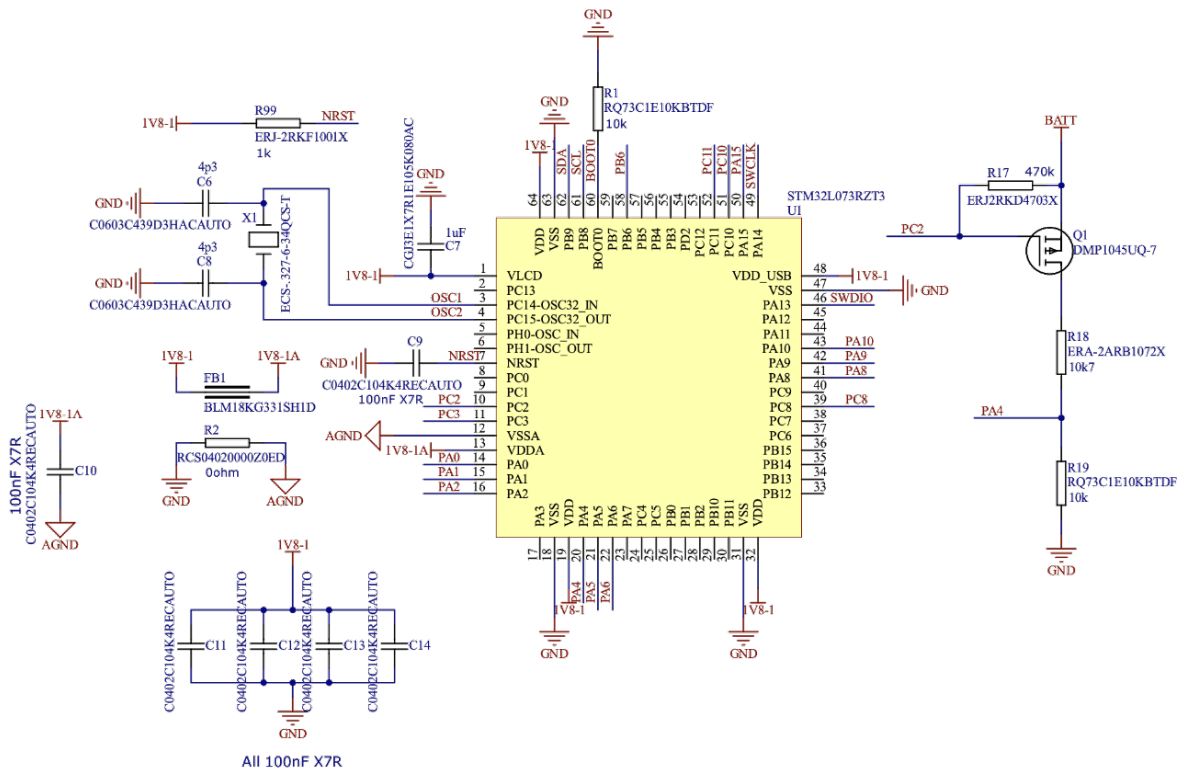 GND
R1
RQ73C1E10KBTDF
10k
R99
1V8-1
NRST
ERJ-2RKF1001X
1k
4p3
C6
GND
C0603C439D3HACAUTO
X1
ECS-.327-6-34QCS-T
4p3
C8
GND
C0603C439D3HACAUTO
CGJ3E1X7R1E105K080AC
GND
1uF
C7
1V8-1
OSC1
OSC2
C9
GND
NRST
C0402C104K4RECAUTO
100nF X7R
PC2
PC3
AGND
1V8-1A
PA0
PA1
PA2
1V8-1
1V8-1A
FB1
BLM18KG331SH1D
R2
RCS04020000Z0ED
0ohm
GND
AGND
1V8-1A
100nF X7R
C0402C104K4RECAUTO
C10
AGND
1V8-1
C0402C104K4RECAUTO
C11
C0402C104K4RECAUTO
C12
C0402C104K4RECAUTO
C13
C0402C104K4RECAUTO
C14
GND
All 100nF X7R
1V8-1
GND
SDA
SCL
BOOT0
PB6
PC11
PC10
PA15
SWCLK
64
63
62
61
60
59
58
57
56
55
54
53
52
51
50
49
VDD
VSS
PB9
PB8
BOOT0
PB7
PB6
PB5
PB4
PB3
PD2
PC12
PC11
PC10
PA15
PA14
STM32L073RZT3
U1
1 VLCD
2 PC13
3 PC14-OSC32_IN
4 PC15-OSC32_OUT
5 PH0-OSC_IN
6 PH1-OSC_OUT
7 NRST
8 PC0
9 PC1
10 PC2
11 PC3
12 VSSA
13 VDDA
14 PA0
15 PA1
16 PA2
VDD_USB 48 1V8-1
VSS 47 GND
PA13 46 SWDIO
PA12 45
PA11 44
PA10 43 PA10
PA9 42 PA9
PA8 41 PA8
PC9 40
PC8 39 PC8
PC7 38
PC6 37
PB15 36
PB14 35
PB13 34
PB12 33
PA3
VSS
VDD
PA4
PA5
PA6
PA7
PC4
PC5
PB0
PB1
PB2
PB10
PB11
VSS
VDD
17
18
19
20
21
22
23
24
25
26
27
28
29
30
31
32
PA4
PA5
PA6
1V8-1
GND
1V8-1
GND
BATT
R17
470k
ERJ2RKD4703X
PC2
Q1
DMP1045UQ-7
R18
ERA-2ARB1072X
10k7
PA4
R19
RQ73C1E10KBTDF
10k
GND